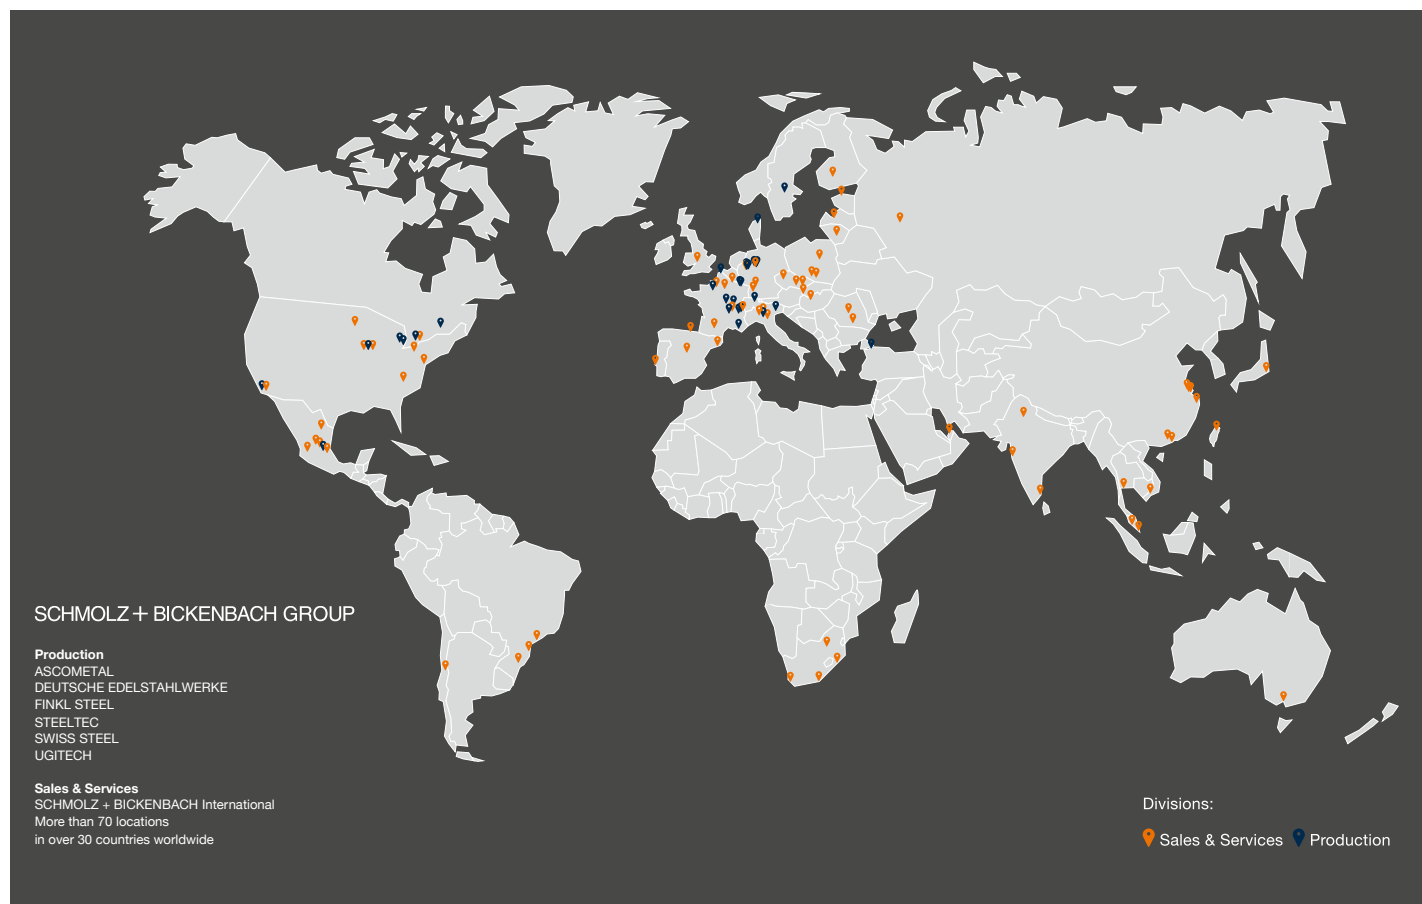 SCHMOLZ + BICKENBACH GROUP
Production
ASCOMETAL
DEUTSCHE EDELSTAHLWERKE
FINKL STEEL
STEELTEC
SWISS STEEL
UGITECH
Sales & Services
SCHMOLZ + BICKENBACH International
More than 70 locations
in over 30 countries worldwide
Divisions:
Sales & Services Production